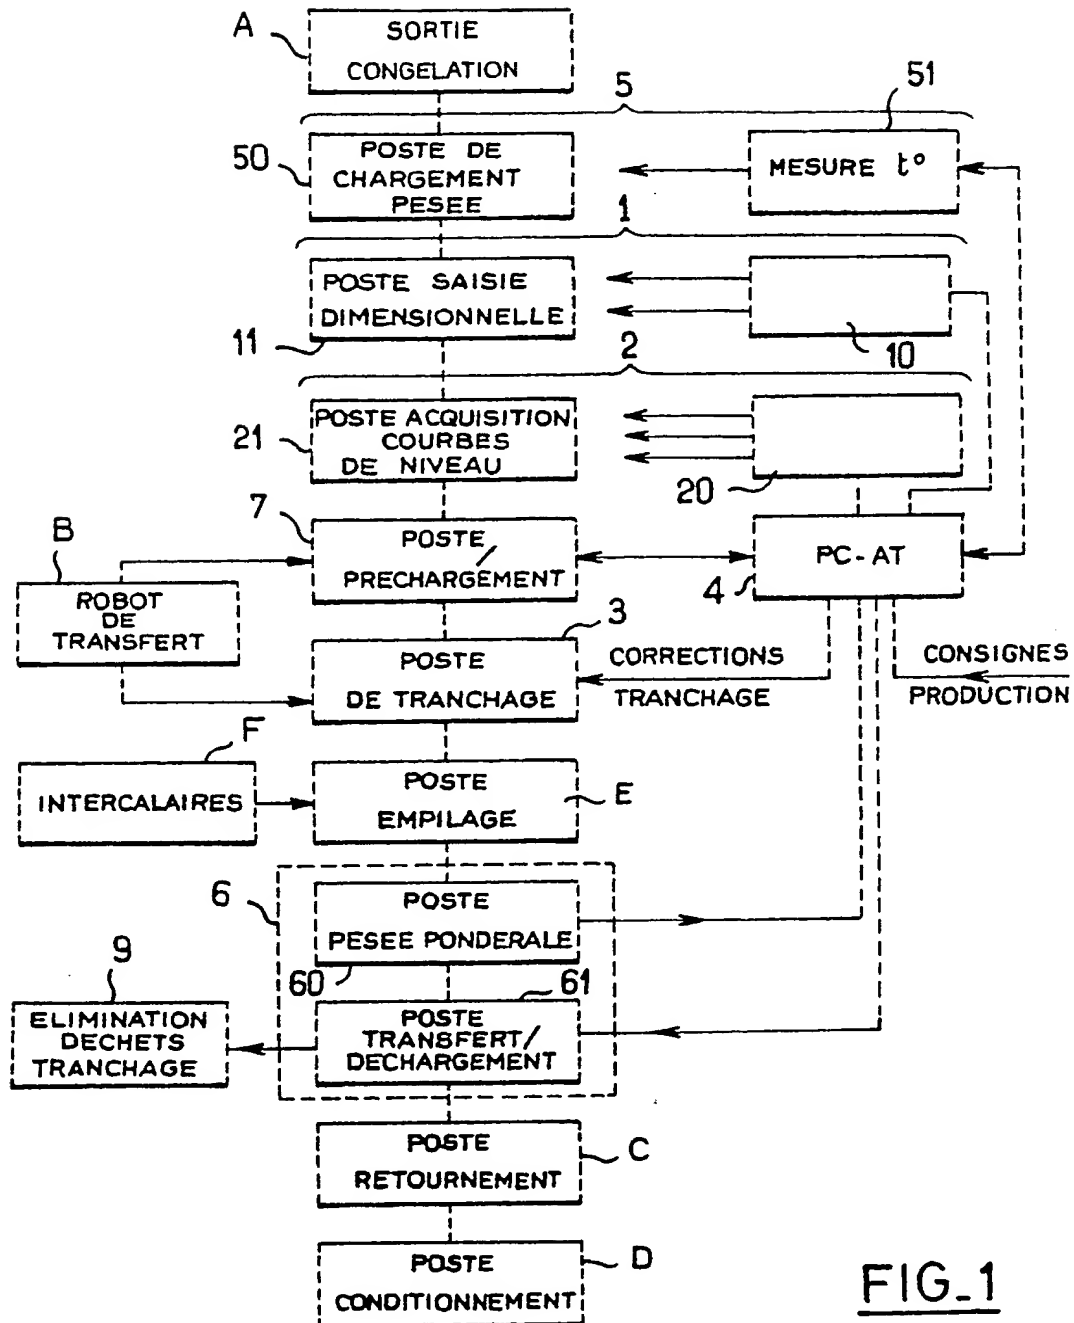 A
SORTIE
CONGELATION
5
51
50
POSTE DE
CHARGEMENT
PESEE
MESURE t°
1
POSTE SAISIE
DIMENSIONNELLE
11
10
2
21
POSTE ACQUISITION
COURBES
DE NIVEAU
20
7
POSTE
PRECHARGEMENT
PC-AT
4
B
ROBOT
DE
TRANSFERT
3
POSTE
DE TRANCHAGE
CORRECTIONS
TRANCHAGE
CONSIGNES
PRODUCTION
F
INTERCALAIRES
POSTE
EMPILAGE
E
6
POSTE
PESEE PONDERALE
60
61
9
ELIMINATION
DECHETS
TRANCHAGE
POSTE
TRANSFERT/
DECHARGEMENT
POSTE
RETOURNEMENT
C
POSTE
CONDITIONNEMENT
D
FIG_1